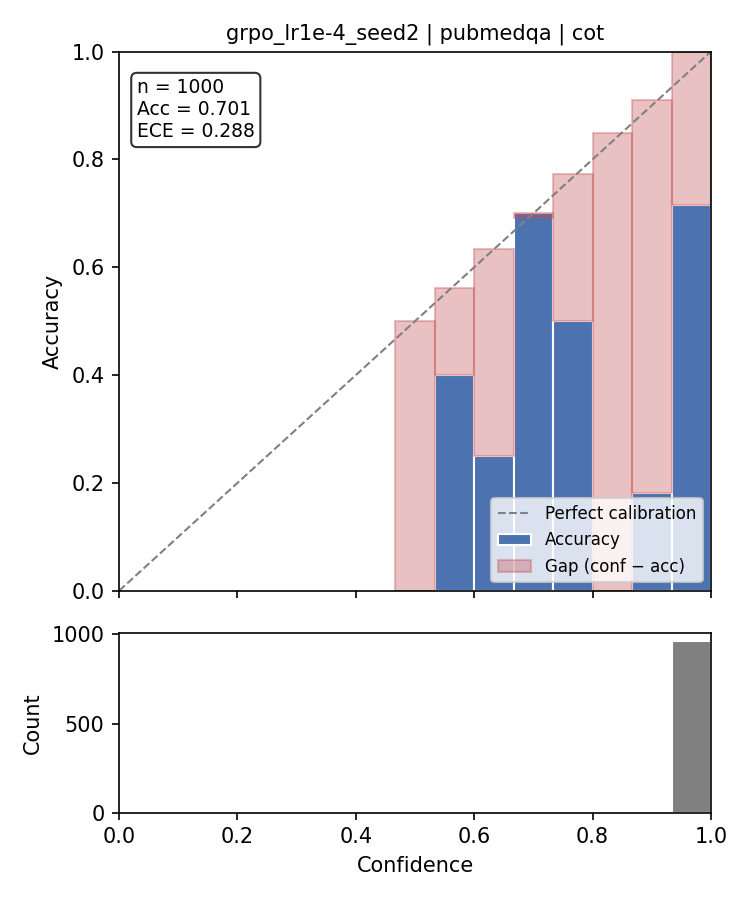 grpo_lr1e-4_seed2 | pubmedqa | cot
n = 1000
Acc = 0.701
ECE = 0.288
1.0
0.8
0.6
0.4
0.2
0.0
Accuracy
Perfect calibration
Accuracy
Gap (conf − acc)
1000
500
0
Count
0.0 0.2 0.4 0.6 0.8 1.0
Confidence